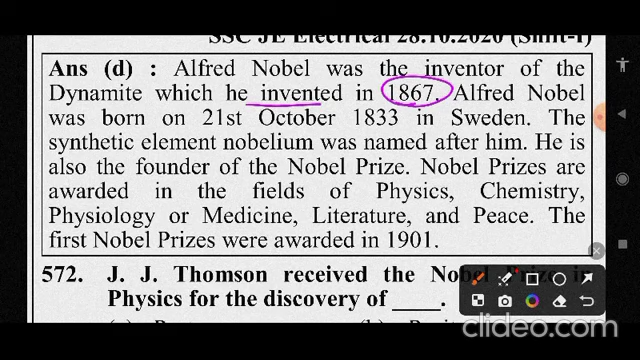 SSC JE Electrical 28.10.2020 (Shift-I)
Ans (d) : Alfred Nobel was the inventor of the
Dynamite which he invented in 1867. Alfred Nobel
was born on 21st October 1833 in Sweden. The
synthetic element nobelium was named after him. He is
also the founder of the Nobel Prize. Nobel Prizes are
awarded in the fields of Physics, Chemistry,
Physiology or Medicine, Literature, and Peace. The
first Nobel Prizes were awarded in 1901.
572. J. J. Thomson received the Nobel Prize in
Physics for the discovery of ____.
clideo.com